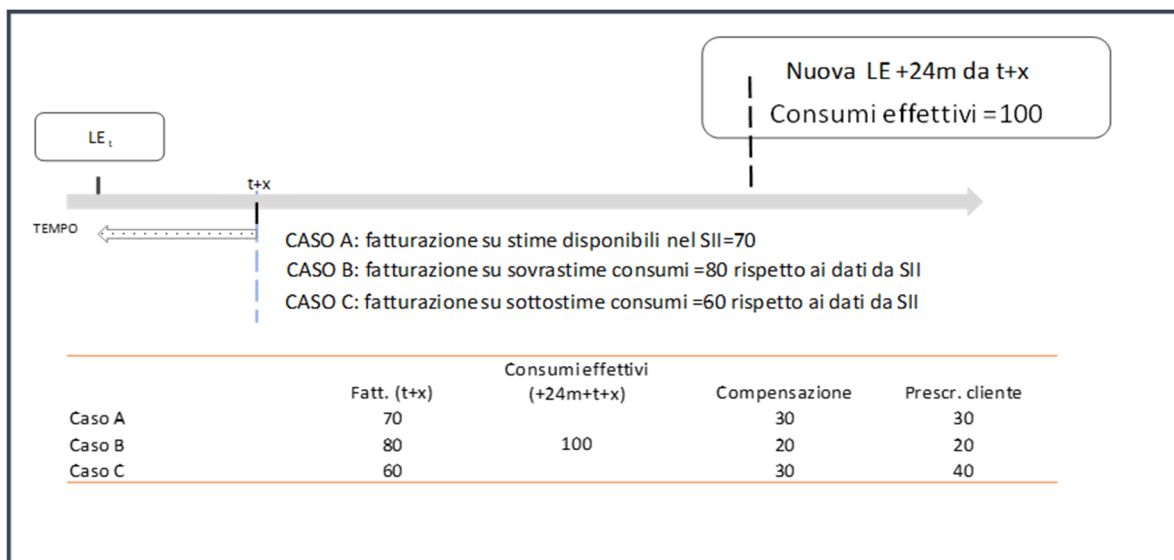 Nuova LE +24m da t+x
Consumi effettivi =100
LE t
t+x
TEMPO
CASO A: fatturazione su stime disponibili nel SII=70
CASO B: fatturazione su sovrastime consumi =80 rispetto ai dati da SII
CASO C: fatturazione su sottostime consumi =60 rispetto ai dati da SII
Consumi effettivi
Fatt. (t+x) (+24m+t+x) Compensazione Prescr. cliente
Caso A 70 30 30
Caso B 80 100 20 20
Caso C 60 30 40